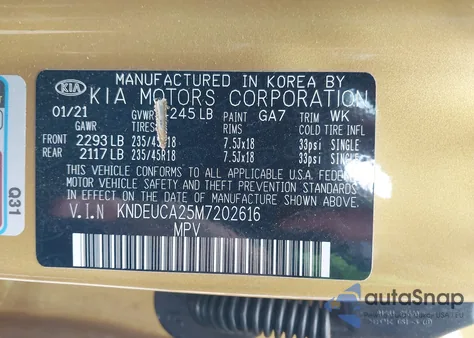 MANUFACTURED IN KOREA BY
KIA KIA MOTORS CORPORATION
01/21 GVWR 245 LB PAINT GA7 TRIM WK
GAWR TIRES RIMS COLD TIRE INFL
FRONT 2293 LB 235/45R18 7.5Jx18 33psi SINGLE
REAR 2117 LB 235/45R18 7.5Jx18 33psi SINGLE
THIS VEHICLE CONFORMS TO ALL APPLICABLE U.S.A. FEDERAL
MOTOR VEHICLE SAFETY AND THEFT PREVENTION STANDARDS
IN EFFECT ON THE DATE OF MANUFACTURE SHOWN ABOVE.
V.I.N KNDEUCA25M7202616
MPV
Q31
autoSnap